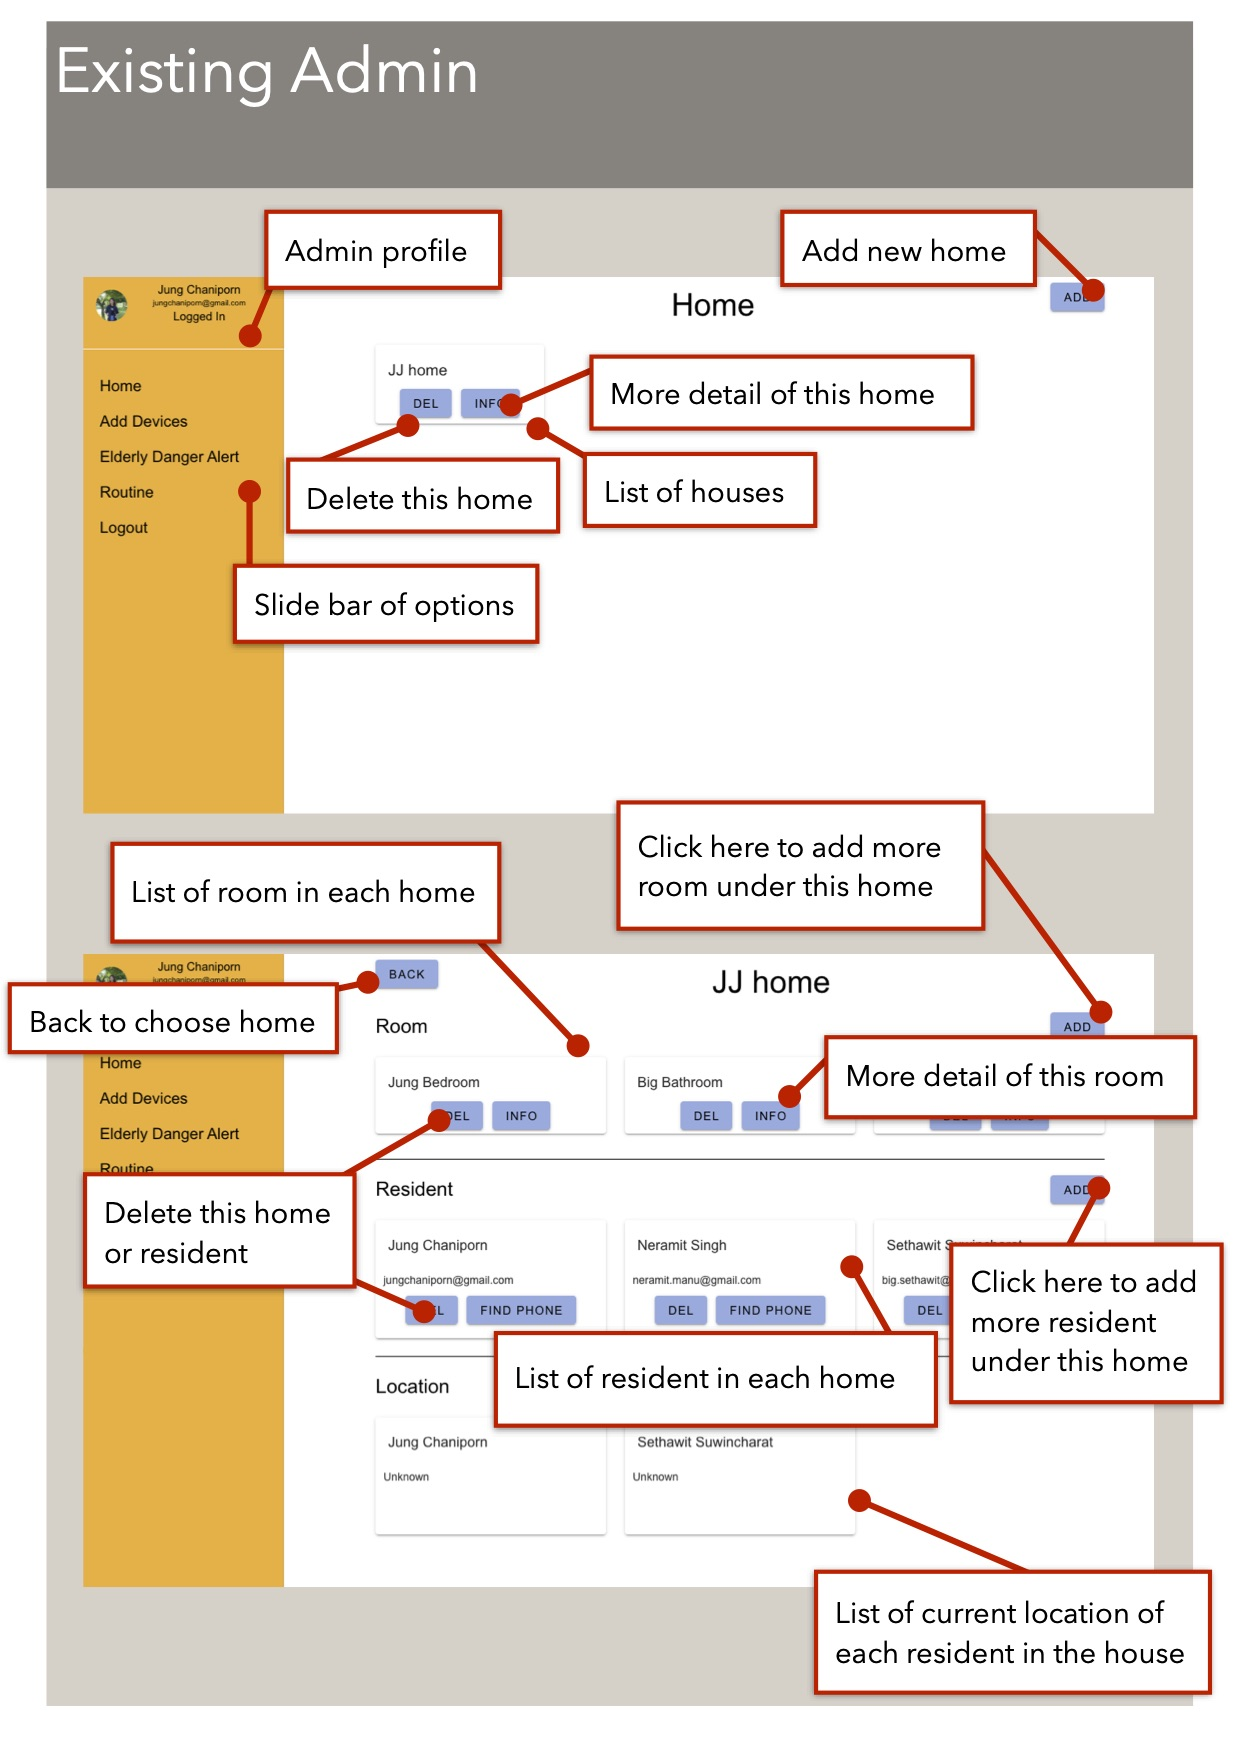 Existing Admin
Admin profile
Add new home
Jung Chaniporn
jungchaniporn@gmail.com
Logged In
Home
JJ home
DEL
More detail of this home
Home
Add Devices
Elderly Danger Alert
Routine
Logout
Delete this home
List of houses
Slide bar of options
Click here to add more
room under this home
List of room in each home
Jung Chaniporn
BACK
JJ home
Back to choose home
Room
ADD
Home
Add Devices
Elderly Danger Alert
Routine
Jung Bedroom
INFO
Big Bathroom
DEL INFO
More detail of this room
Delete this home
or resident
Resident
Jung Chaniporn
jungchaniporn@gmail.com
FIND PHONE
Neramit Singh
neramit.manu@gmail.com
DEL FIND PHONE
Sethawit
big.sethawit@
DEL
Click here to add
more resident
under this home
List of resident in each home
Location
Jung Chaniporn
Unknown
Sethawit Suwincharat
Unknown
List of current location of
each resident in the house